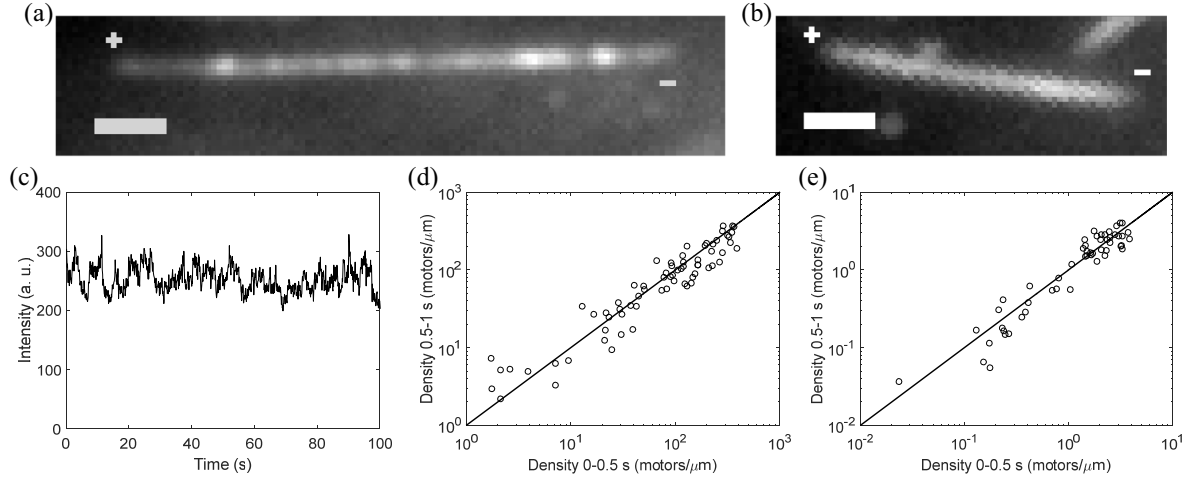 (a)
+
−
(b)
+
−
(c)
400
300
200
100
0
0 20 40 60 80 100
Intensity (a. u.)
Time (s)
(d)
10³
10²
10¹
10⁰
10⁰ 10¹ 10² 10³
Density 0.5-1 s (motors/μm)
Density 0-0.5 s (motors/μm)
(e)
10¹
10⁰
10⁻¹
10⁻²
10⁻² 10⁻¹ 10⁰ 10¹
Density 0.5-1 s (motors/μm)
Density 0-0.5 s (motors/μm)